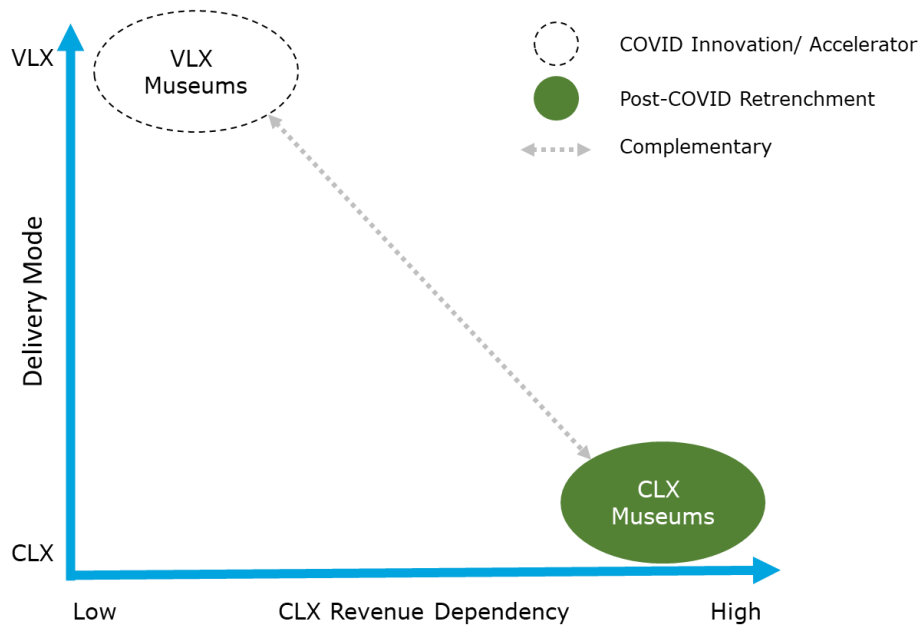 VLX
VLX
Museums
COVID Innovation/ Accelerator
Post-COVID Retrenchment
Complementary
Delivery Mode
CLX
Museums
CLX
Low
CLX Revenue Dependency
High